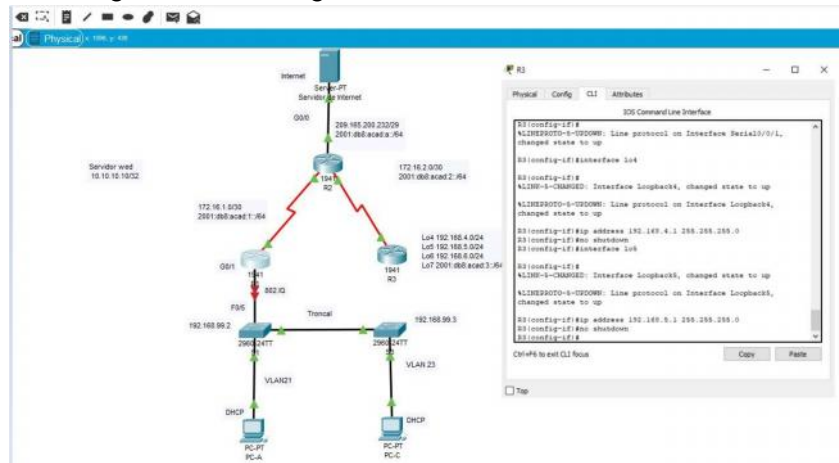 Physical
Internet
Server-PT
Servidor de Internet
G0/0
209.165.200.232/29
2001:db8:acad:a::/64
Servidor wed
10.10.10.10/32
1941
R2
172.16.2.0/30
2001:db8:acad:2::/64
172.16.1.0/30
2001:db8:acad:1::/64
Lo4 192.168.4.0/24
Lo5 192.168.5.0/24
Lo6 192.168.6.0/24
Lo7 2001:db8:acad:3::/64
G0/1
1941
1941
R3
802.IQ
F0/5
192.168.99.2
Troncal
192.168.99.3
2960-24TT
2960-24TT
VLAN21
VLAN 23
DHCP
DHCP
PC-PT
PC-A
PC-PT
PC-C
R3
Physical Config CLI Attributes
IOS Command Line Interface
R3(config-if)#
%LINEPROTO-5-UPDOWN: Line protocol on Interface Serial0/0/1,
changed state to up
R3(config-if)#interface lo4
R3(config-if)#
%LINK-5-CHANGED: Interface Loopback4, changed state to up
%LINEPROTO-5-UPDOWN: Line protocol on Interface Loopback4,
changed state to up
R3(config-if)#ip address 192.168.4.1 255.255.255.0
R3(config-if)#no shutdown
R3(config-if)#interface lo5
R3(config-if)#
%LINK-5-CHANGED: Interface Loopback5, changed state to up
%LINEPROTO-5-UPDOWN: Line protocol on Interface Loopback5,
changed state to up
R3(config-if)#ip address 192.168.5.1 255.255.255.0
R3(config-if)#no shutdown
R3(config-if)#
Ctrl+F6 to exit CLI focus
Copy Paste
Top